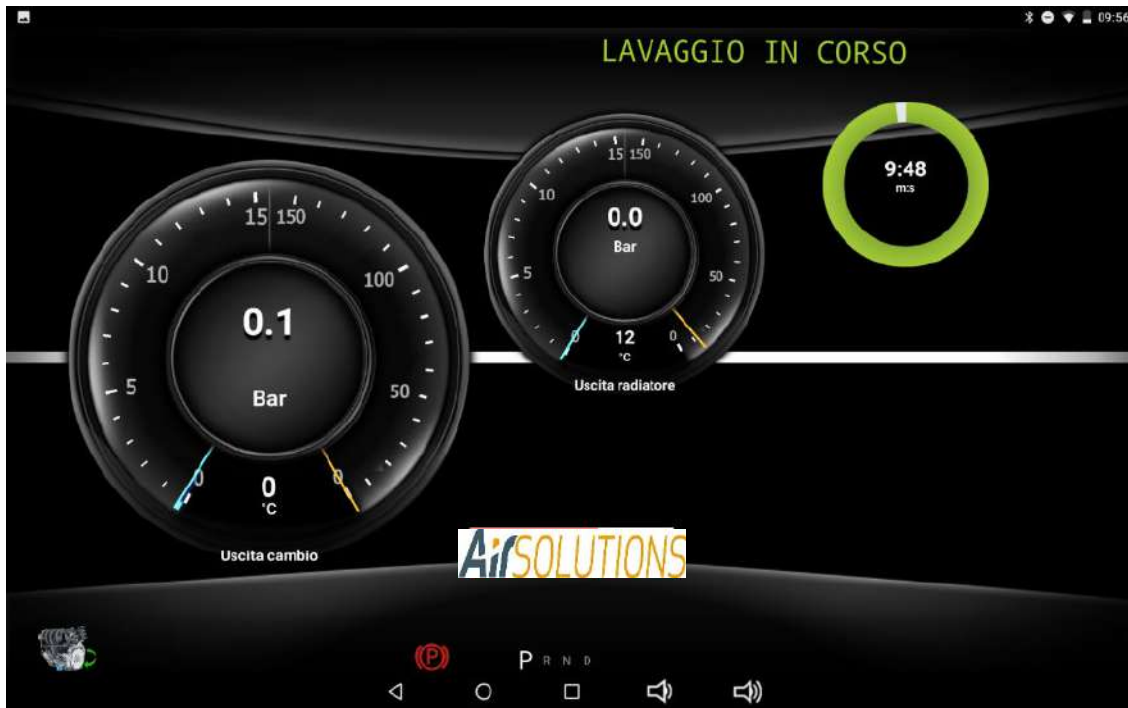 09:56
LAVAGGIO IN CORSO
9:48
m:s
15 150
10
100
5
50
0
0
0.0
Bar
12
°C
Uscita radiatore
15 150
10
100
5
50
0
0
0.1
Bar
0
°C
Uscita cambio
AirSOLUTIONS
(P)
P R N D